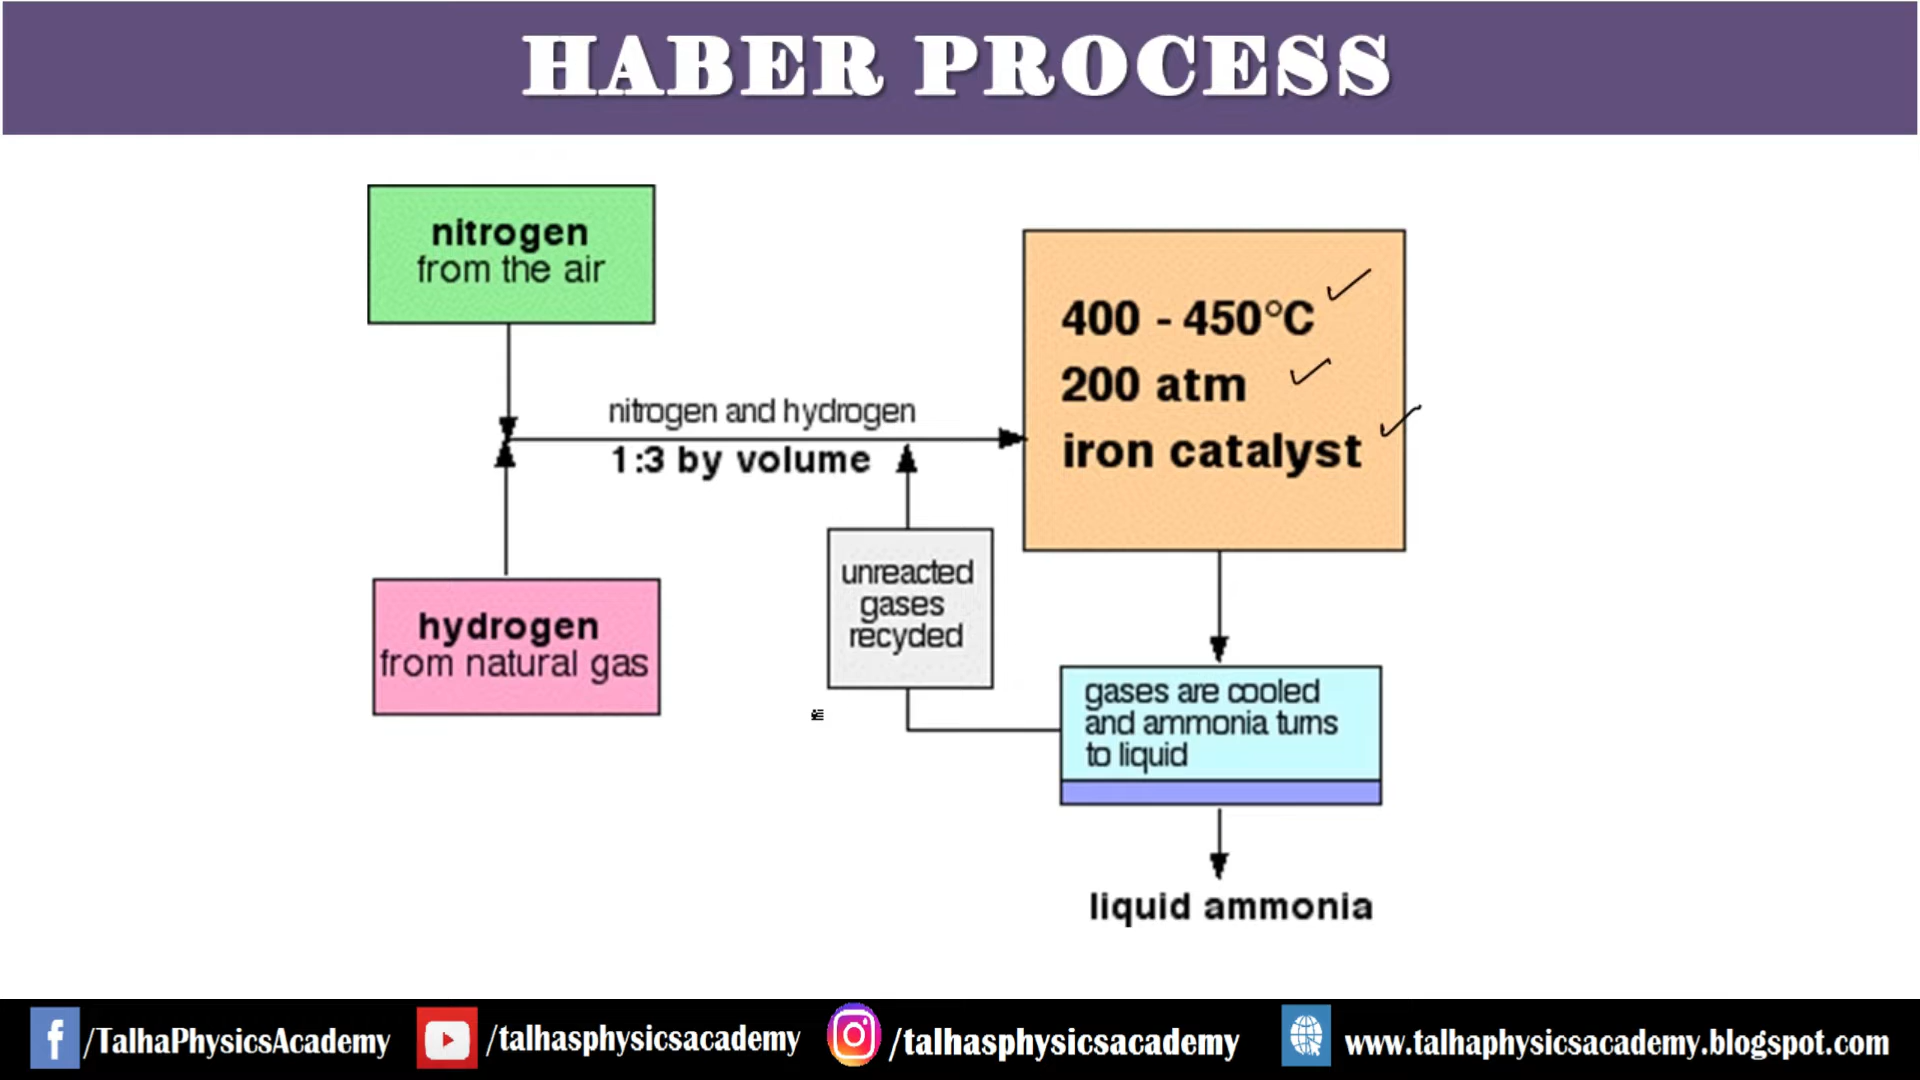 HABER PROCESS
nitrogen
from the air
nitrogen and hydrogen
1:3 by volume
400 - 450°C
200 atm
iron catalyst
hydrogen
from natural gas
unreacted
gases
recycled
gases are cooled
and ammonia turns
to liquid
liquid ammonia
/TalhaPhysicsAcademy
/talhasphysicsacademy
/talhasphysicsacademy
www.talhaphysicsacademy.blogspot.com